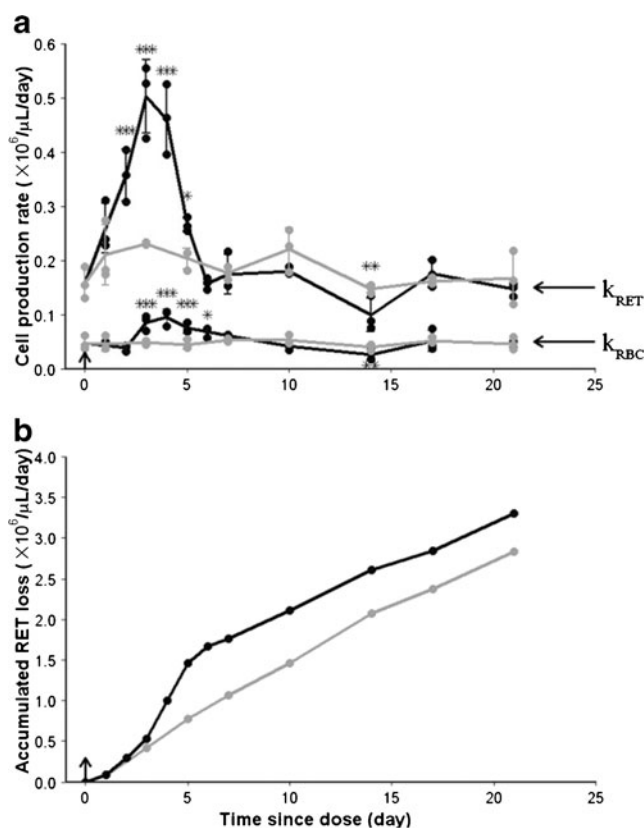 a
Cell production rate (×10⁶/μL/day)
0.6
0.5
0.4
0.3
0.2
0.1
0.0
***
***
***
*
**
***
***
***
*
**
k_RET
k_RBC
0 5 10 15 20 25
b
Accumulated RET loss (×10⁶/μL/day)
4.0
3.5
3.0
2.5
2.0
1.5
1.0
0.5
0.0
0 5 10 15 20 25
Time since dose (day)